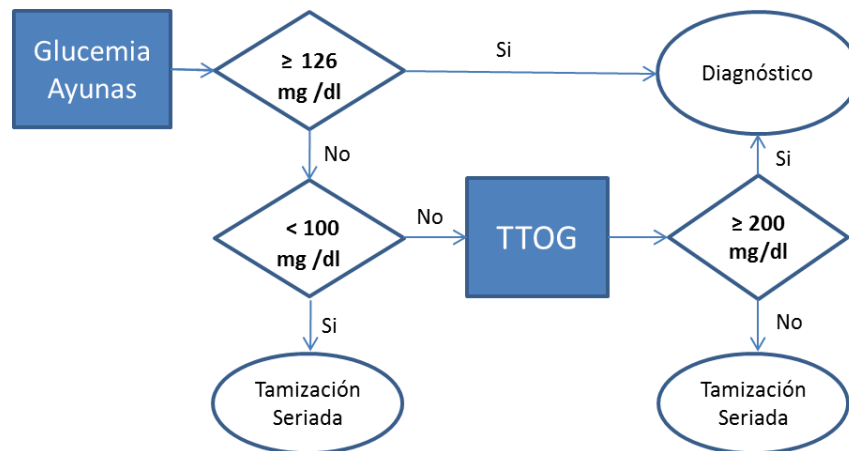 Glucemia
Ayunas
≥ 126
mg /dl
Si
Diagnóstico
No
Si
< 100
mg /dl
No
TTOG
≥ 200
mg/dl
Si
No
Tamización
Seriada
Tamización
Seriada